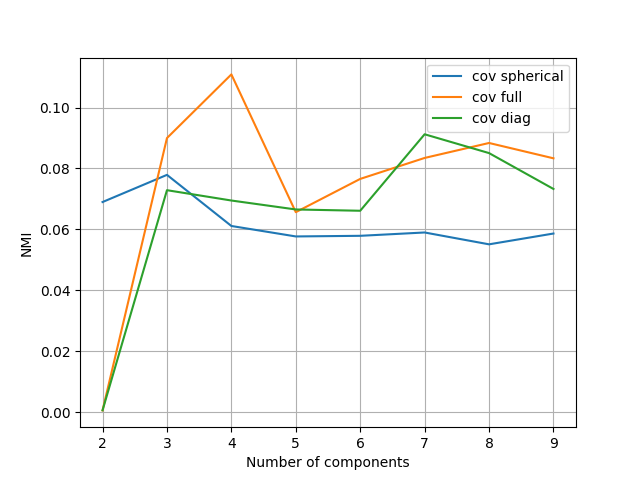 cov spherical
cov full
cov diag
0.10
0.08
0.06
0.04
0.02
0.00
NMI
2 3 4 5 6 7 8 9
Number of components